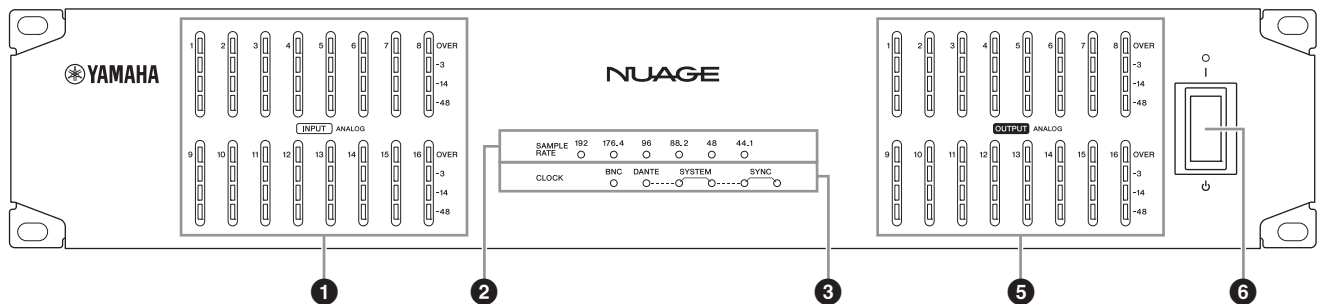 1 2 3 4 5 6 7 8 OVER
-3
-14
-48
INPUT ANALOG
9 10 11 12 13 14 15 16 OVER
-3
-14
-48
YAMAHA
NUAGE
SAMPLE RATE 192 176.4 96 88.2 48 44.1
CLOCK BNC DANTE SYSTEM SYNC
1 2 3 4 5 6 7 8 OVER
-3
-14
-48
OUTPUT ANALOG
9 10 11 12 13 14 15 16 OVER
-3
-14
-48
1 2 3 5 6